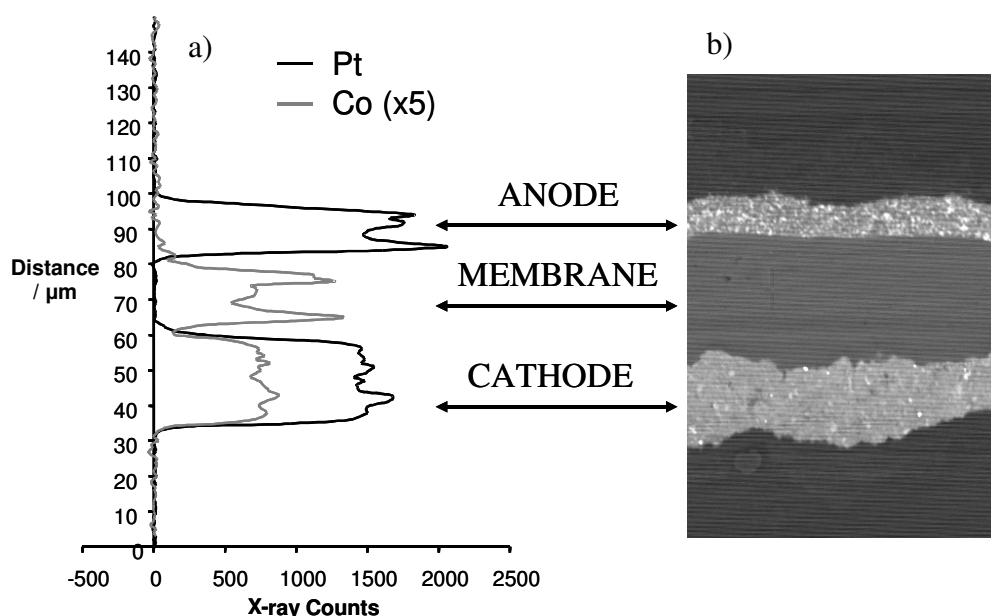 a)
b)
Pt
Co (x5)
140
130
120
110
100
90
80
70
60
50
40
30
20
10
0
Distance
/ µm
ANODE
MEMBRANE
CATHODE
-500 0 500 1000 1500 2000 2500
X-ray Counts